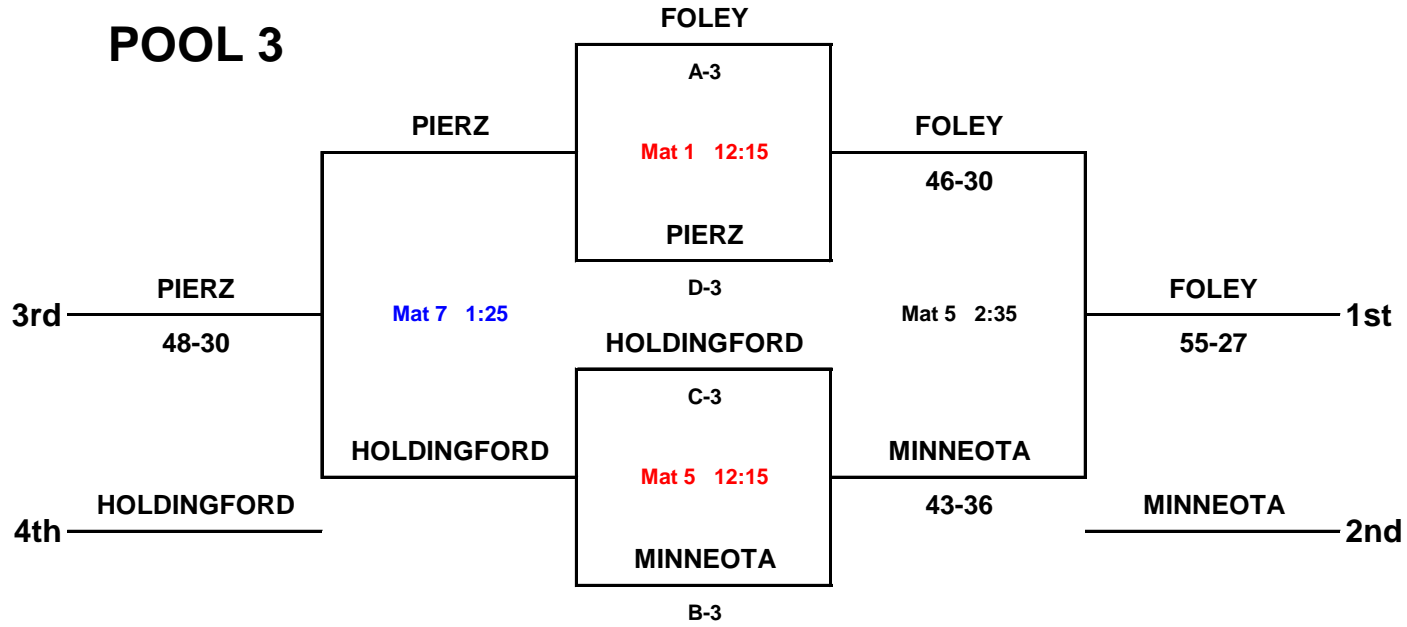 FOLEY
POOL 3
A-3
PIERZ
FOLEY
Mat 1 12:15
46-30
PIERZ
D-3
PIERZ
FOLEY
3rd
Mat 7 1:25
Mat 5 2:35
1st
48-30
HOLDINGFORD
55-27
C-3
HOLDINGFORD
MINNEOTA
Mat 5 12:15
HOLDINGFORD
43-36
MINNEOTA
4th
2nd
MINNEOTA
B-3